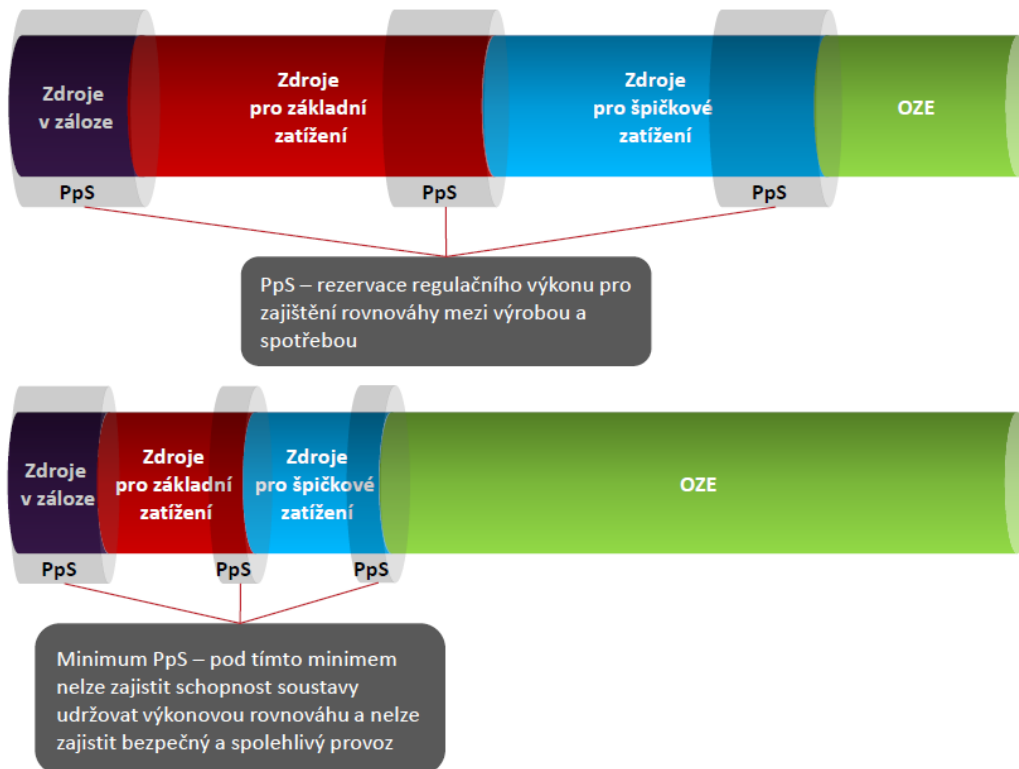 Zdroje
v záloze
Zdroje
pro základní
zatížení
Zdroje
pro špičkové
zatížení
OZE
PpS
PpS
PpS
PpS – rezervace regulačního výkonu pro
zajištění rovnováhy mezi výrobou a
spotřebou
Zdroje
v záloze
Zdroje
pro základní
zatížení
Zdroje
pro špičkové
zatížení
OZE
PpS
PpS
PpS
Minimum PpS – pod tímto minimem
nelze zajistit schopnost soustavy
udržovat výkonovou rovnováhu a nelze
zajistit bezpečný a spolehlivý provoz